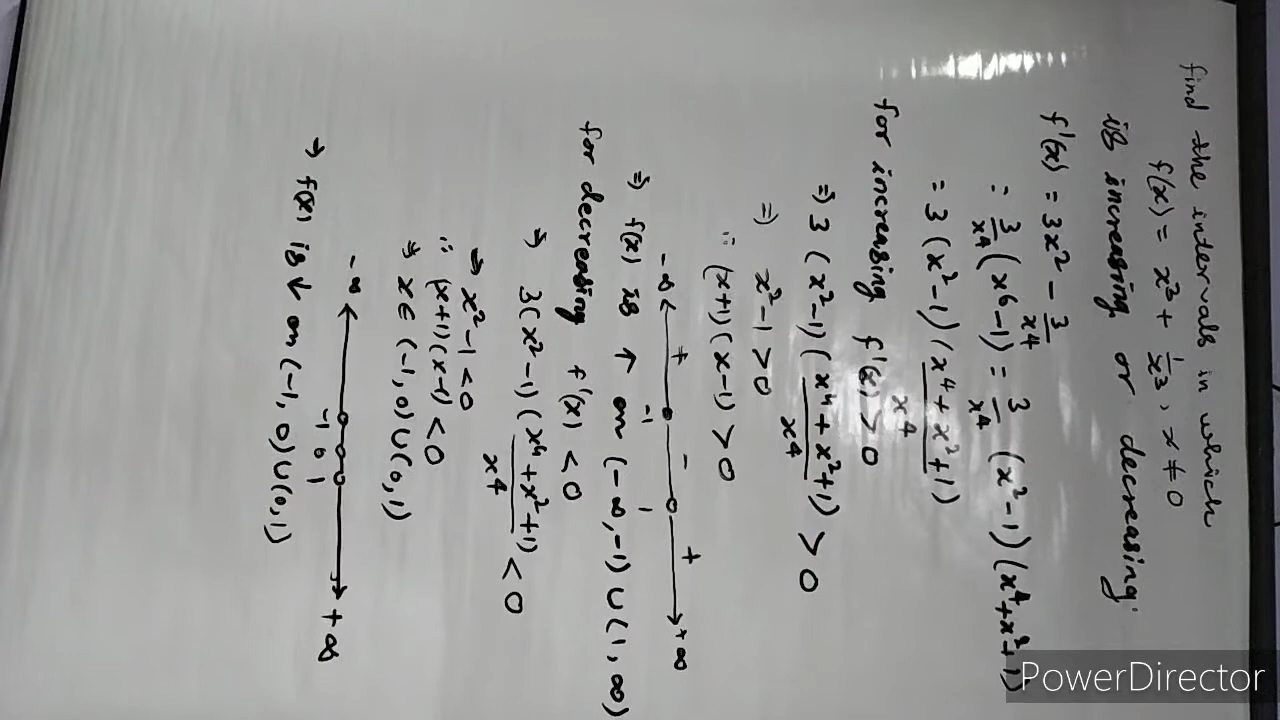 find the intervals in which
f(x) = x³ + 1/x³, x ≠ 0
is increasing or decreasing.
f'(x) = 3x² - 3/x⁴
= 3/x⁴ (x⁶-1) = 3/x⁴ (x²-1)(x⁴+x²+1)
= 3(x²-1)(x⁴+x²+1)/x⁴
for increasing f'(x) > 0
⇒ 3(x²-1)(x⁴+x²+1)/x⁴ > 0
⇒ x²-1 > 0
∵ (x+1)(x-1) > 0
-∞ + -1 - 1 + +∞
⇒ f(x) is ↑ on (-∞,-1)∪(1,∞)
for decreasing f'(x) < 0
⇒ 3(x²-1)(x⁴+x²+1)/x⁴ < 0
⇒ x²-1 < 0
∵ (x+1)(x-1) < 0
⇒ x ∈ (-1,0)∪(0,1)
-∞ -1 0 1 +∞
→ f(x) is ↓ on (-1,0)∪(0,1)
PowerDirector